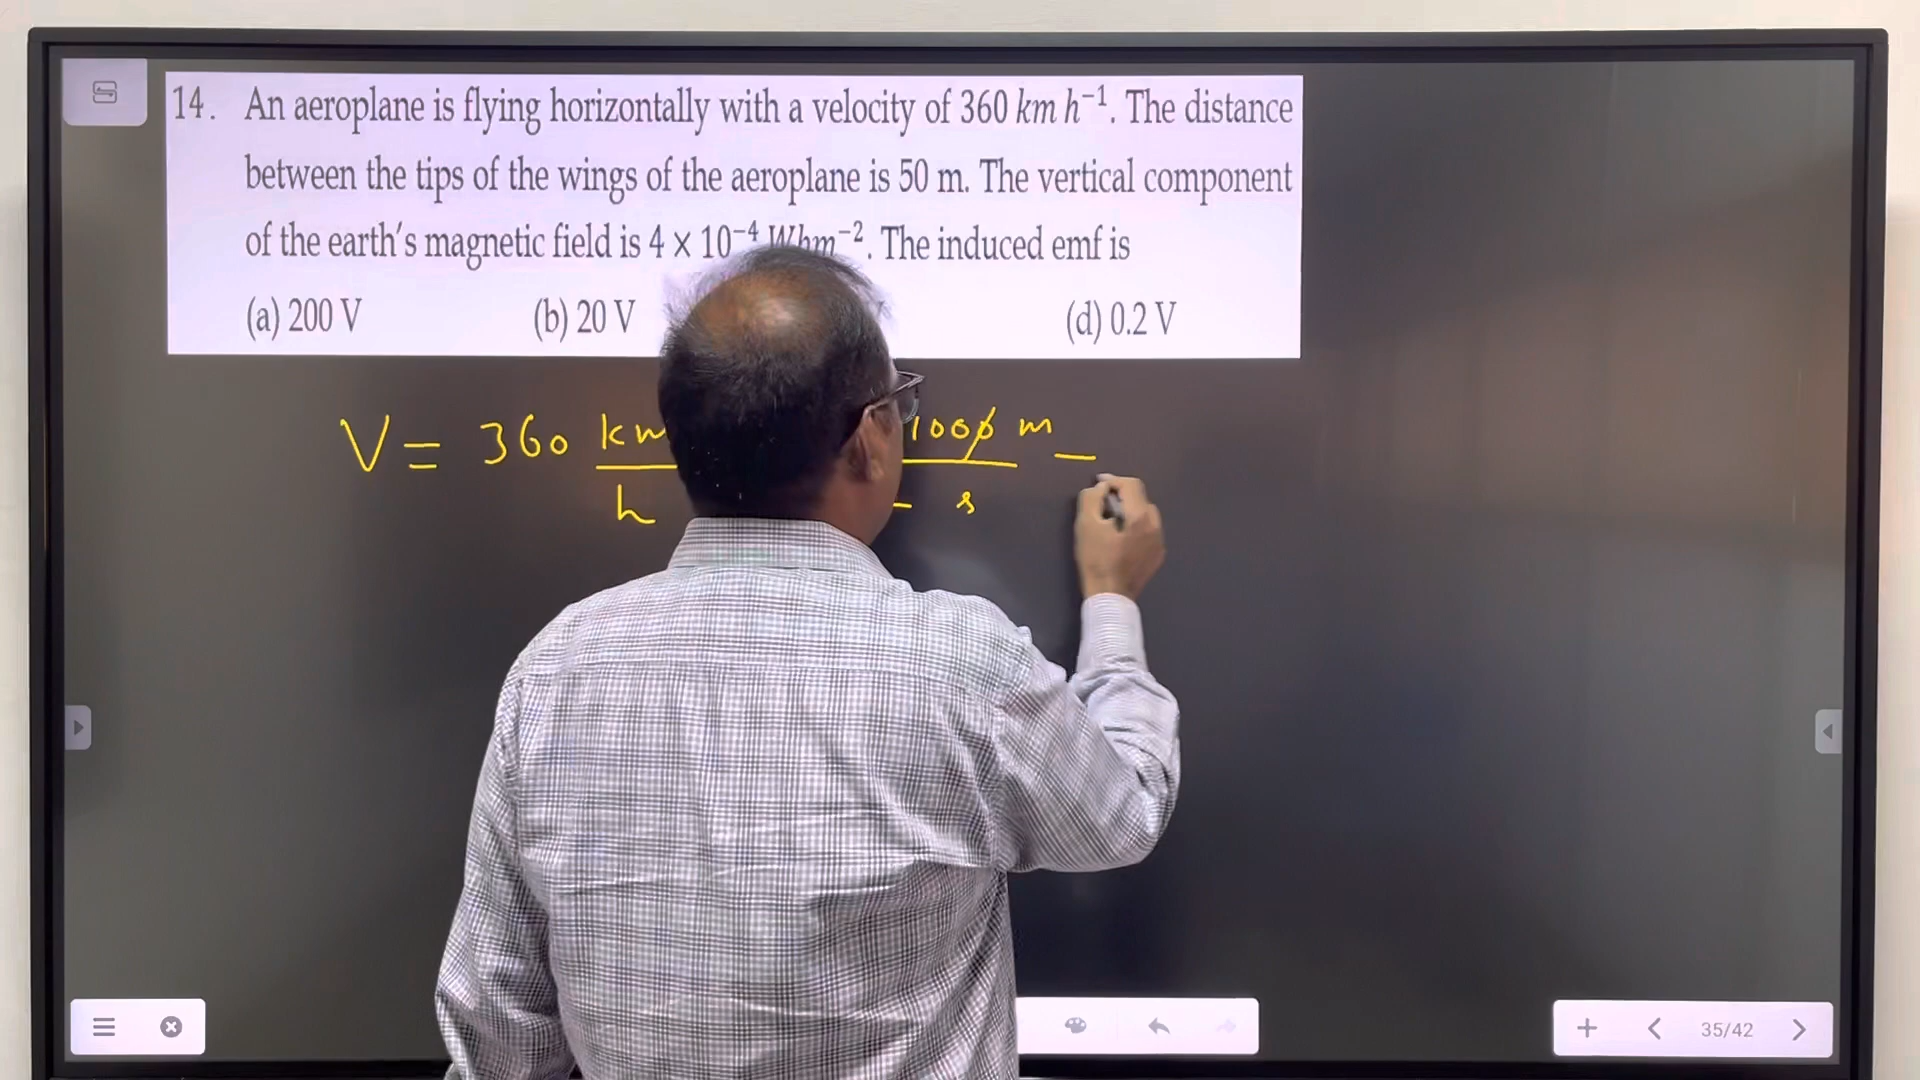 14. An aeroplane is flying horizontally with a velocity of 360 km h⁻¹. The distance
between the tips of the wings of the aeroplane is 50 m. The vertical component
of the earth's magnetic field is 4 × 10⁻⁴ Wbm⁻². The induced emf is
(a) 200 V (b) 20 V (d) 0.2 V
V = 360 km 1000 m
h s
35/42